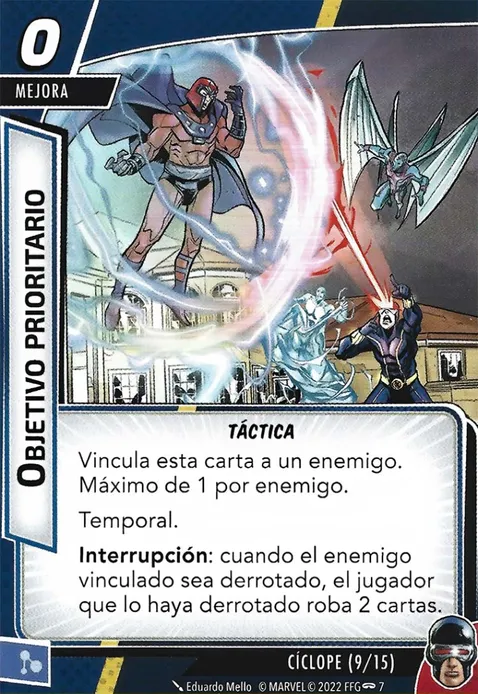 0
MEJORA
OBJETIVO PRIORITARIO
TÁCTICA
Vincula esta carta a un enemigo.
Máximo de 1 por enemigo.
Temporal.
Interrupción: cuando el enemigo
vinculado sea derrotado, el jugador
que lo haya derrotado roba 2 cartas.
CÍCLOPE (9/15)
Eduardo Mello © MARVEL © 2022 FFG 7